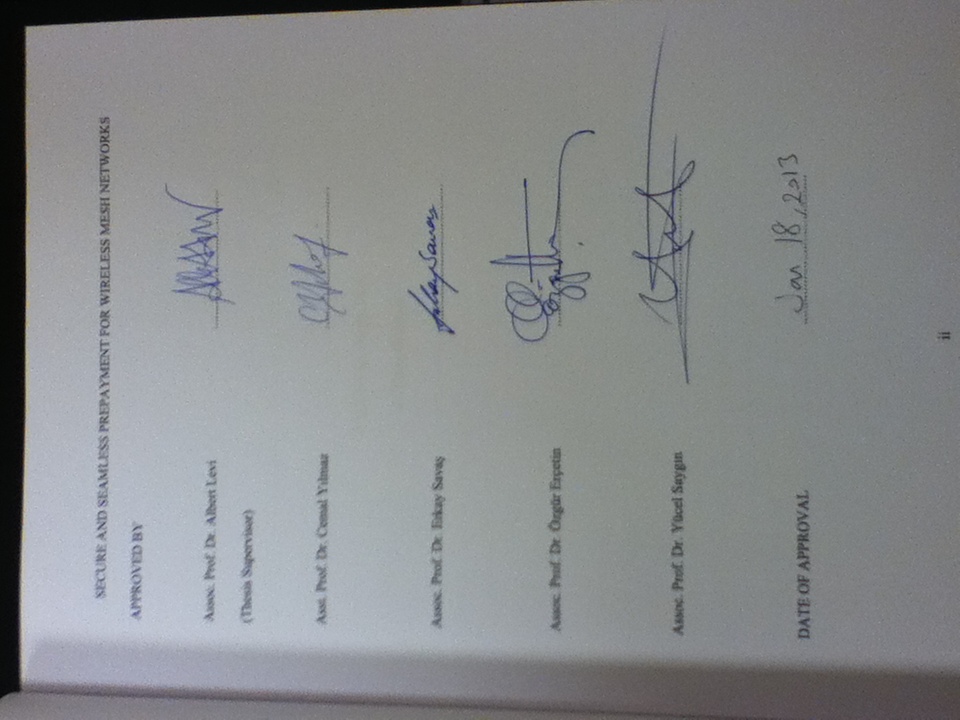 SECURE AND SEAMLESS PREPAYMENT FOR WIRELESS MESH NETWORKS
APPROVED BY
Assoc. Prof. Dr. Albert Levi
(Thesis Supervisor)
Asst. Prof. Dr. Cemal Yılmaz
Assoc. Prof. Dr. Erkay Savaş
Assoc. Prof. Dr. Özgür Erçetin
Assoc. Prof. Dr. Yücel Saygın
DATE OF APPROVAL Jan 18, 2013
ii